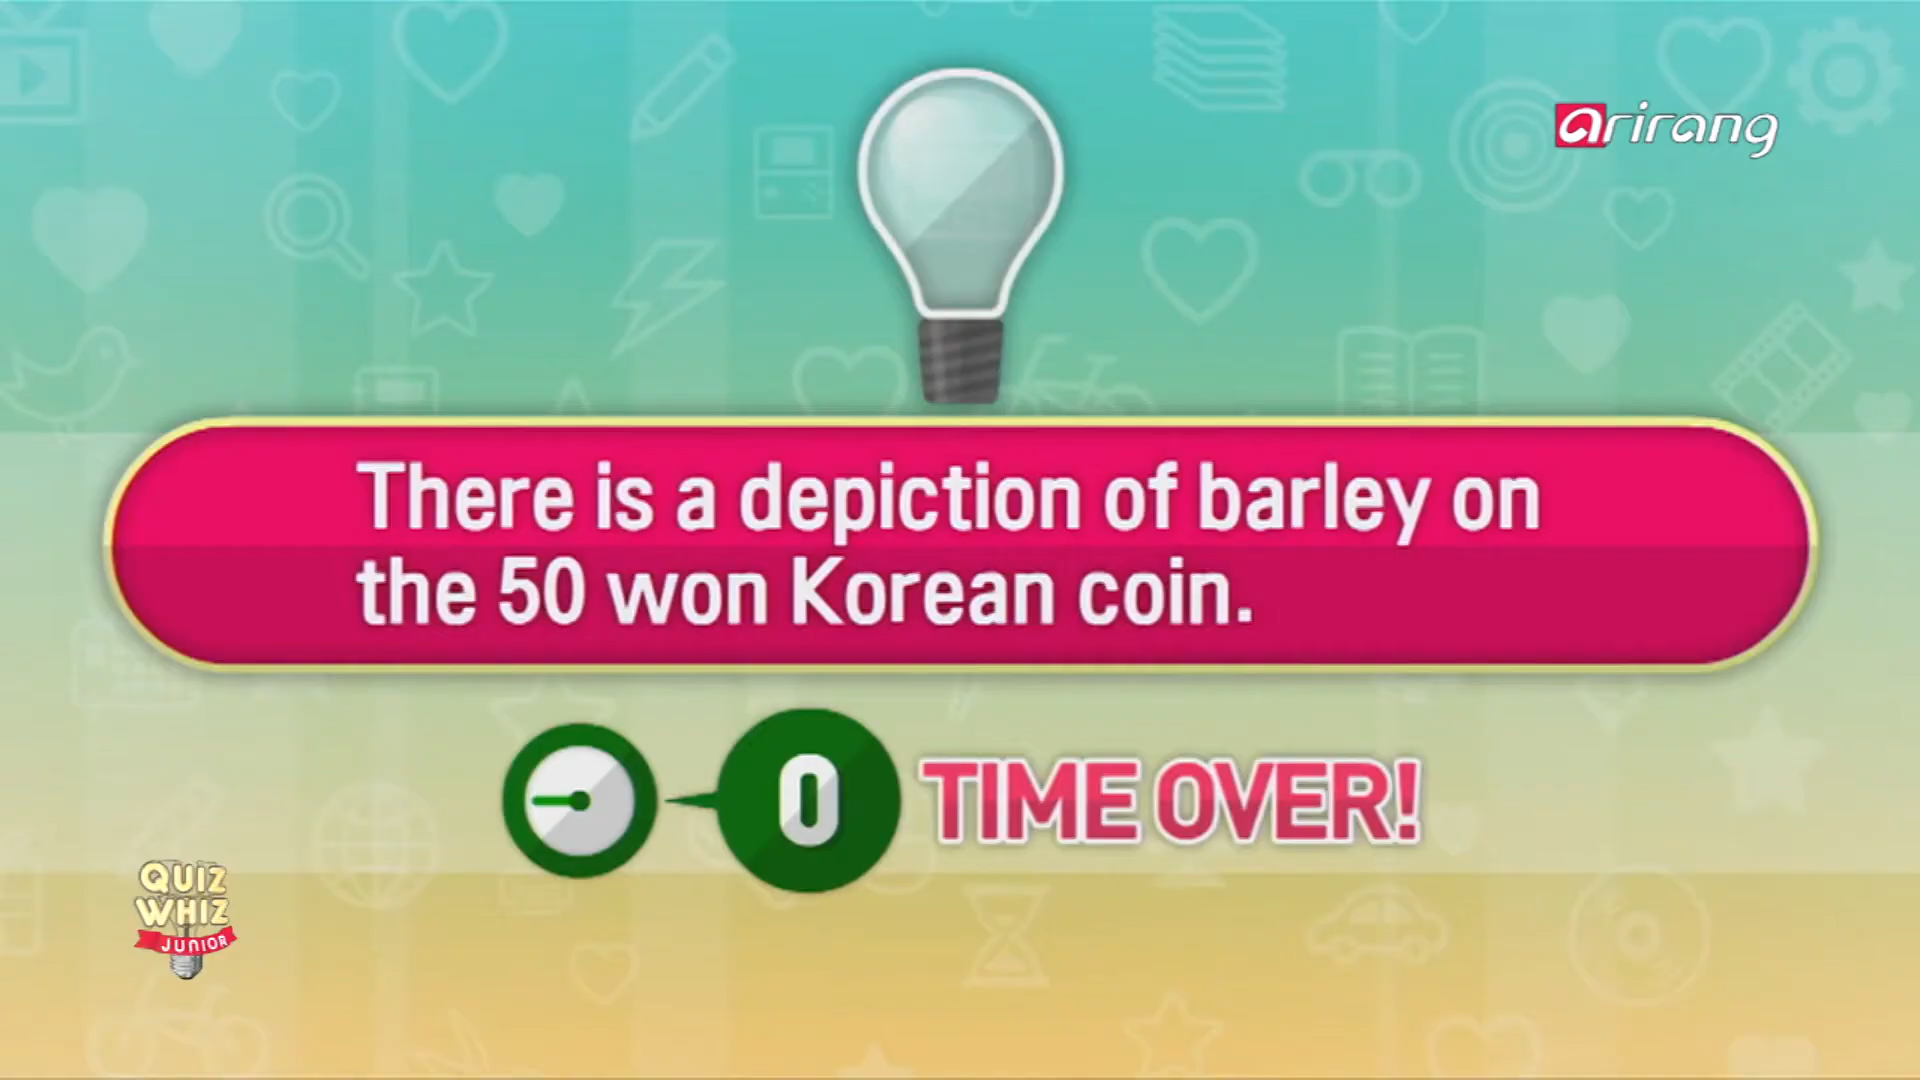 arirang
There is a depiction of barley on
the 50 won Korean coin.
0 TIME OVER!
QUIZ
WHIZ
JUNIOR